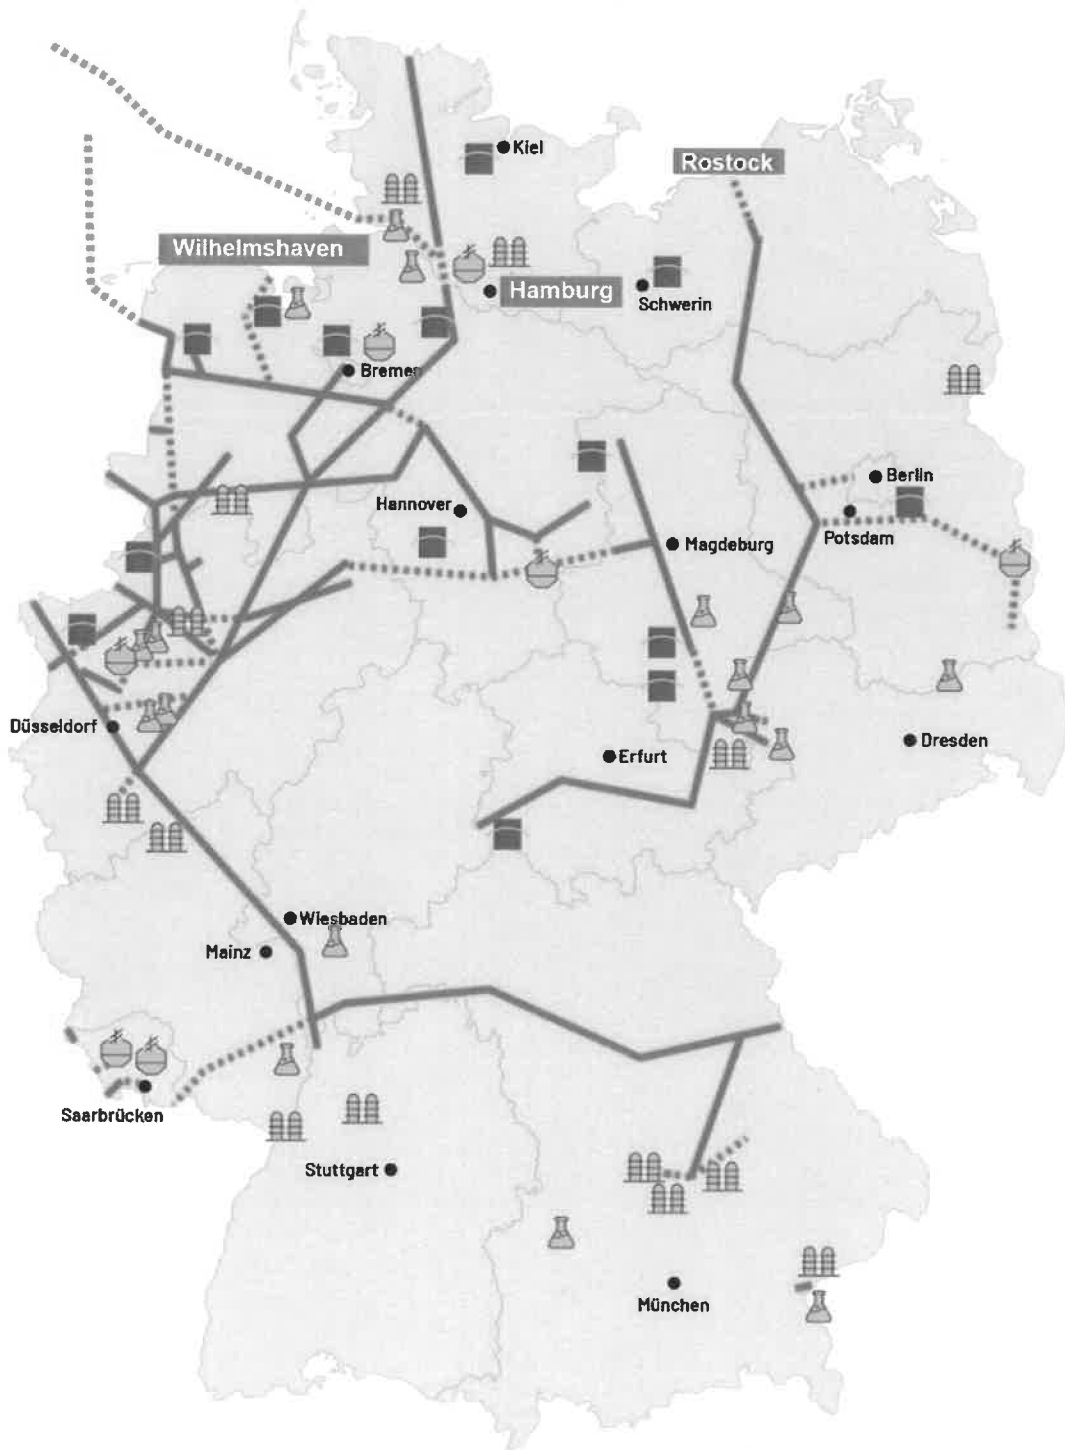 Kiel
Rostock
Wilhelmshaven
Hamburg
Schwerin
Bremen
Berlin
Hannover
Potsdam
Magdeburg
Düsseldorf
Erfurt
Dresden
Wiesbaden
Mainz
Saarbrücken
Stuttgart
München